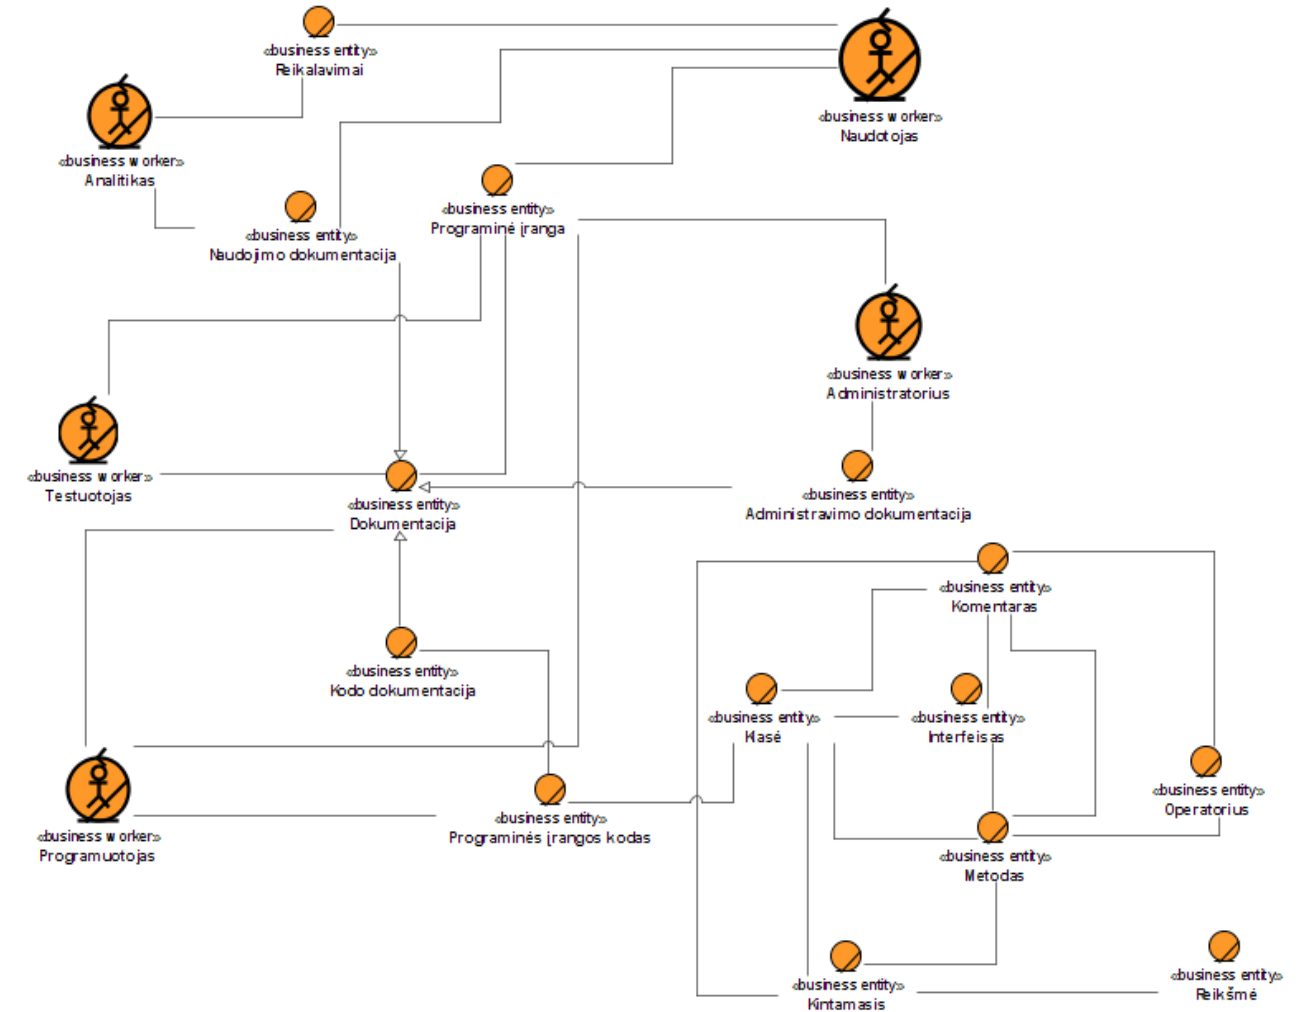 «business entity»
Reikalavimai
«business worker»
Naudotojas
«business worker»
Analitikas
«business entity»
Programinė įranga
«business entity»
Naudojimo dokumentacija
«business worker»
Administratorius
«business worker»
Testuotojas
«business entity»
Dokumentacija
«business entity»
Administravimo dokumentacija
«business entity»
Komentaras
«business entity»
Kodo dokumentacija
«business entity»
Klasė
«business entity»
Interfeisas
«business entity»
Operatorius
«business worker»
Programuotojas
«business entity»
Programinės įrangos kodas
«business entity»
Metodas
«business entity»
Kintamasis
«business entity»
Reikšmė